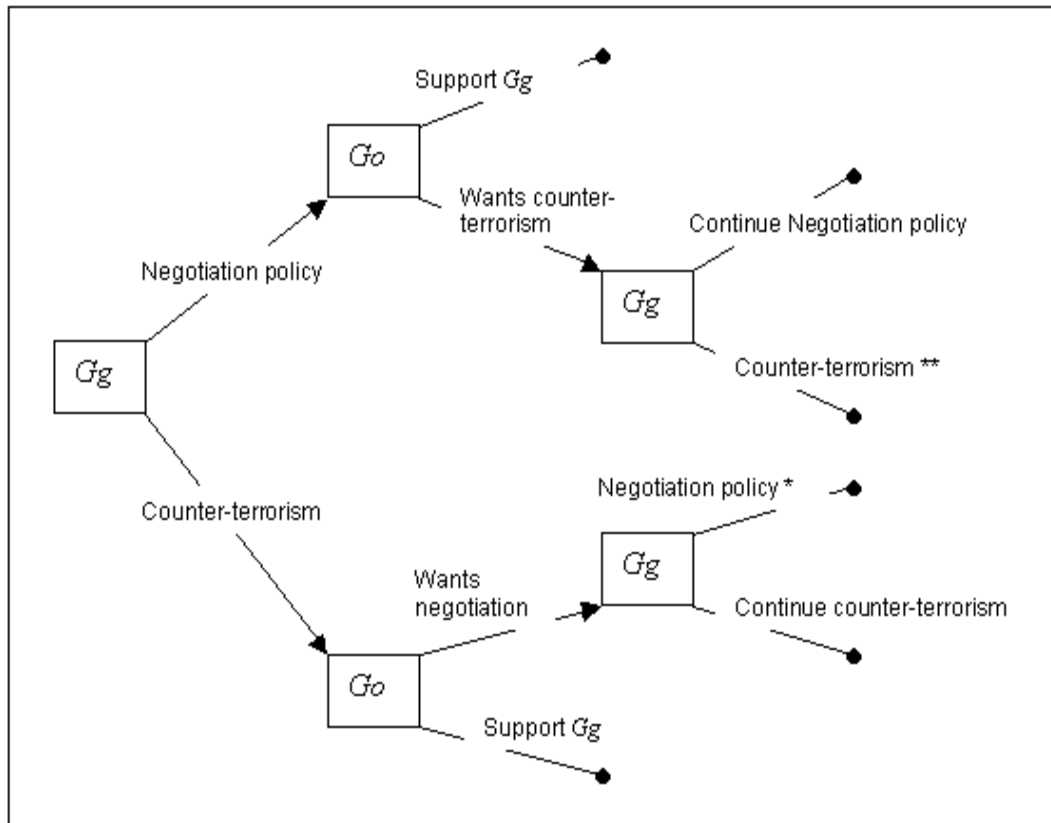 Support Gg
Go
Wants counter-
terrorism
Continue Negotiation policy
Negotiation policy
Gg
Gg
Counter-terrorism **
Negotiation policy *
Counter-terrorism
Gg
Wants
negotiation
Continue counter-terrorism
Go
Support Gg